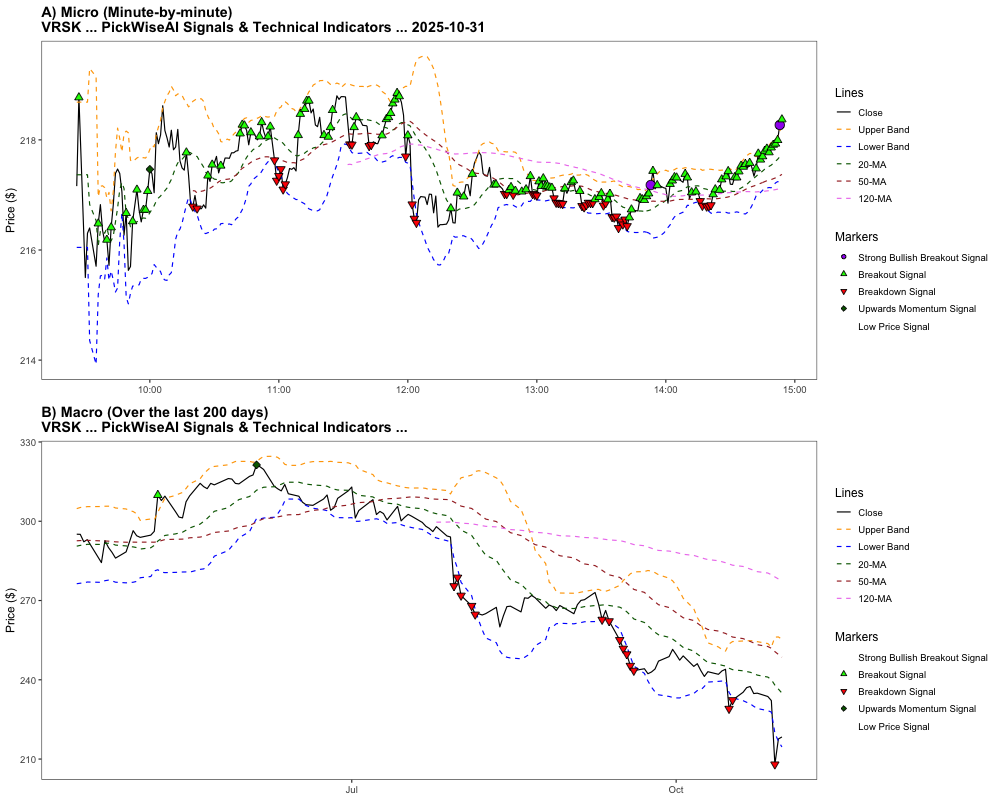 A) Micro (Minute-by-minute)
VRSK ... PickWiseAI Signals & Technical Indicators ... 2025-10-31
Price ($)
218
216
214
10:00
11:00
12:00
13:00
14:00
15:00
Lines
Close
Upper Band
Lower Band
20-MA
50-MA
120-MA
Markers
Strong Bullish Breakout Signal
Breakout Signal
Breakdown Signal
Upwards Momentum Signal
Low Price Signal
B) Macro (Over the last 200 days)
VRSK ... PickWiseAI Signals & Technical Indicators ...
Price ($)
330
300
270
240
210
Jul
Oct
Lines
Close
Upper Band
Lower Band
20-MA
50-MA
120-MA
Markers
Strong Bullish Breakout Signal
Breakout Signal
Breakdown Signal
Upwards Momentum Signal
Low Price Signal